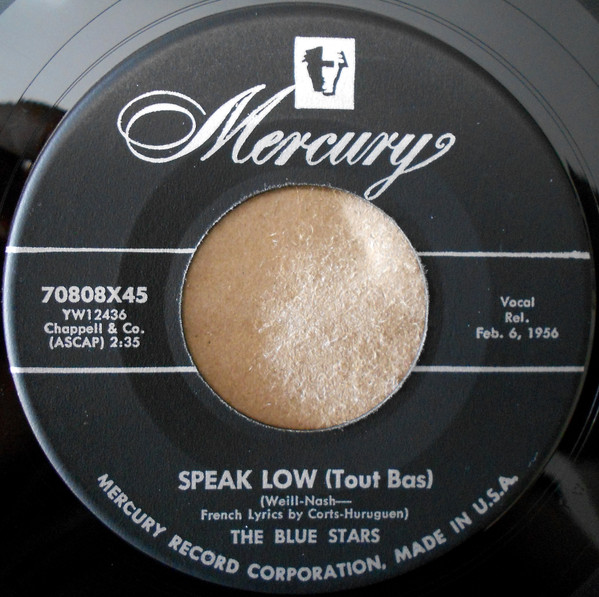 Mercury
70808X45
YW12436
Chappell & Co.
(ASCAP) 2:35
Vocal
Rel.
Feb. 6, 1956
SPEAK LOW (Tout Bas)
(Weill-Nash—
French Lyrics by Corts-Huruguen)
THE BLUE STARS
MERCURY RECORD CORPORATION, MADE IN U.S.A.